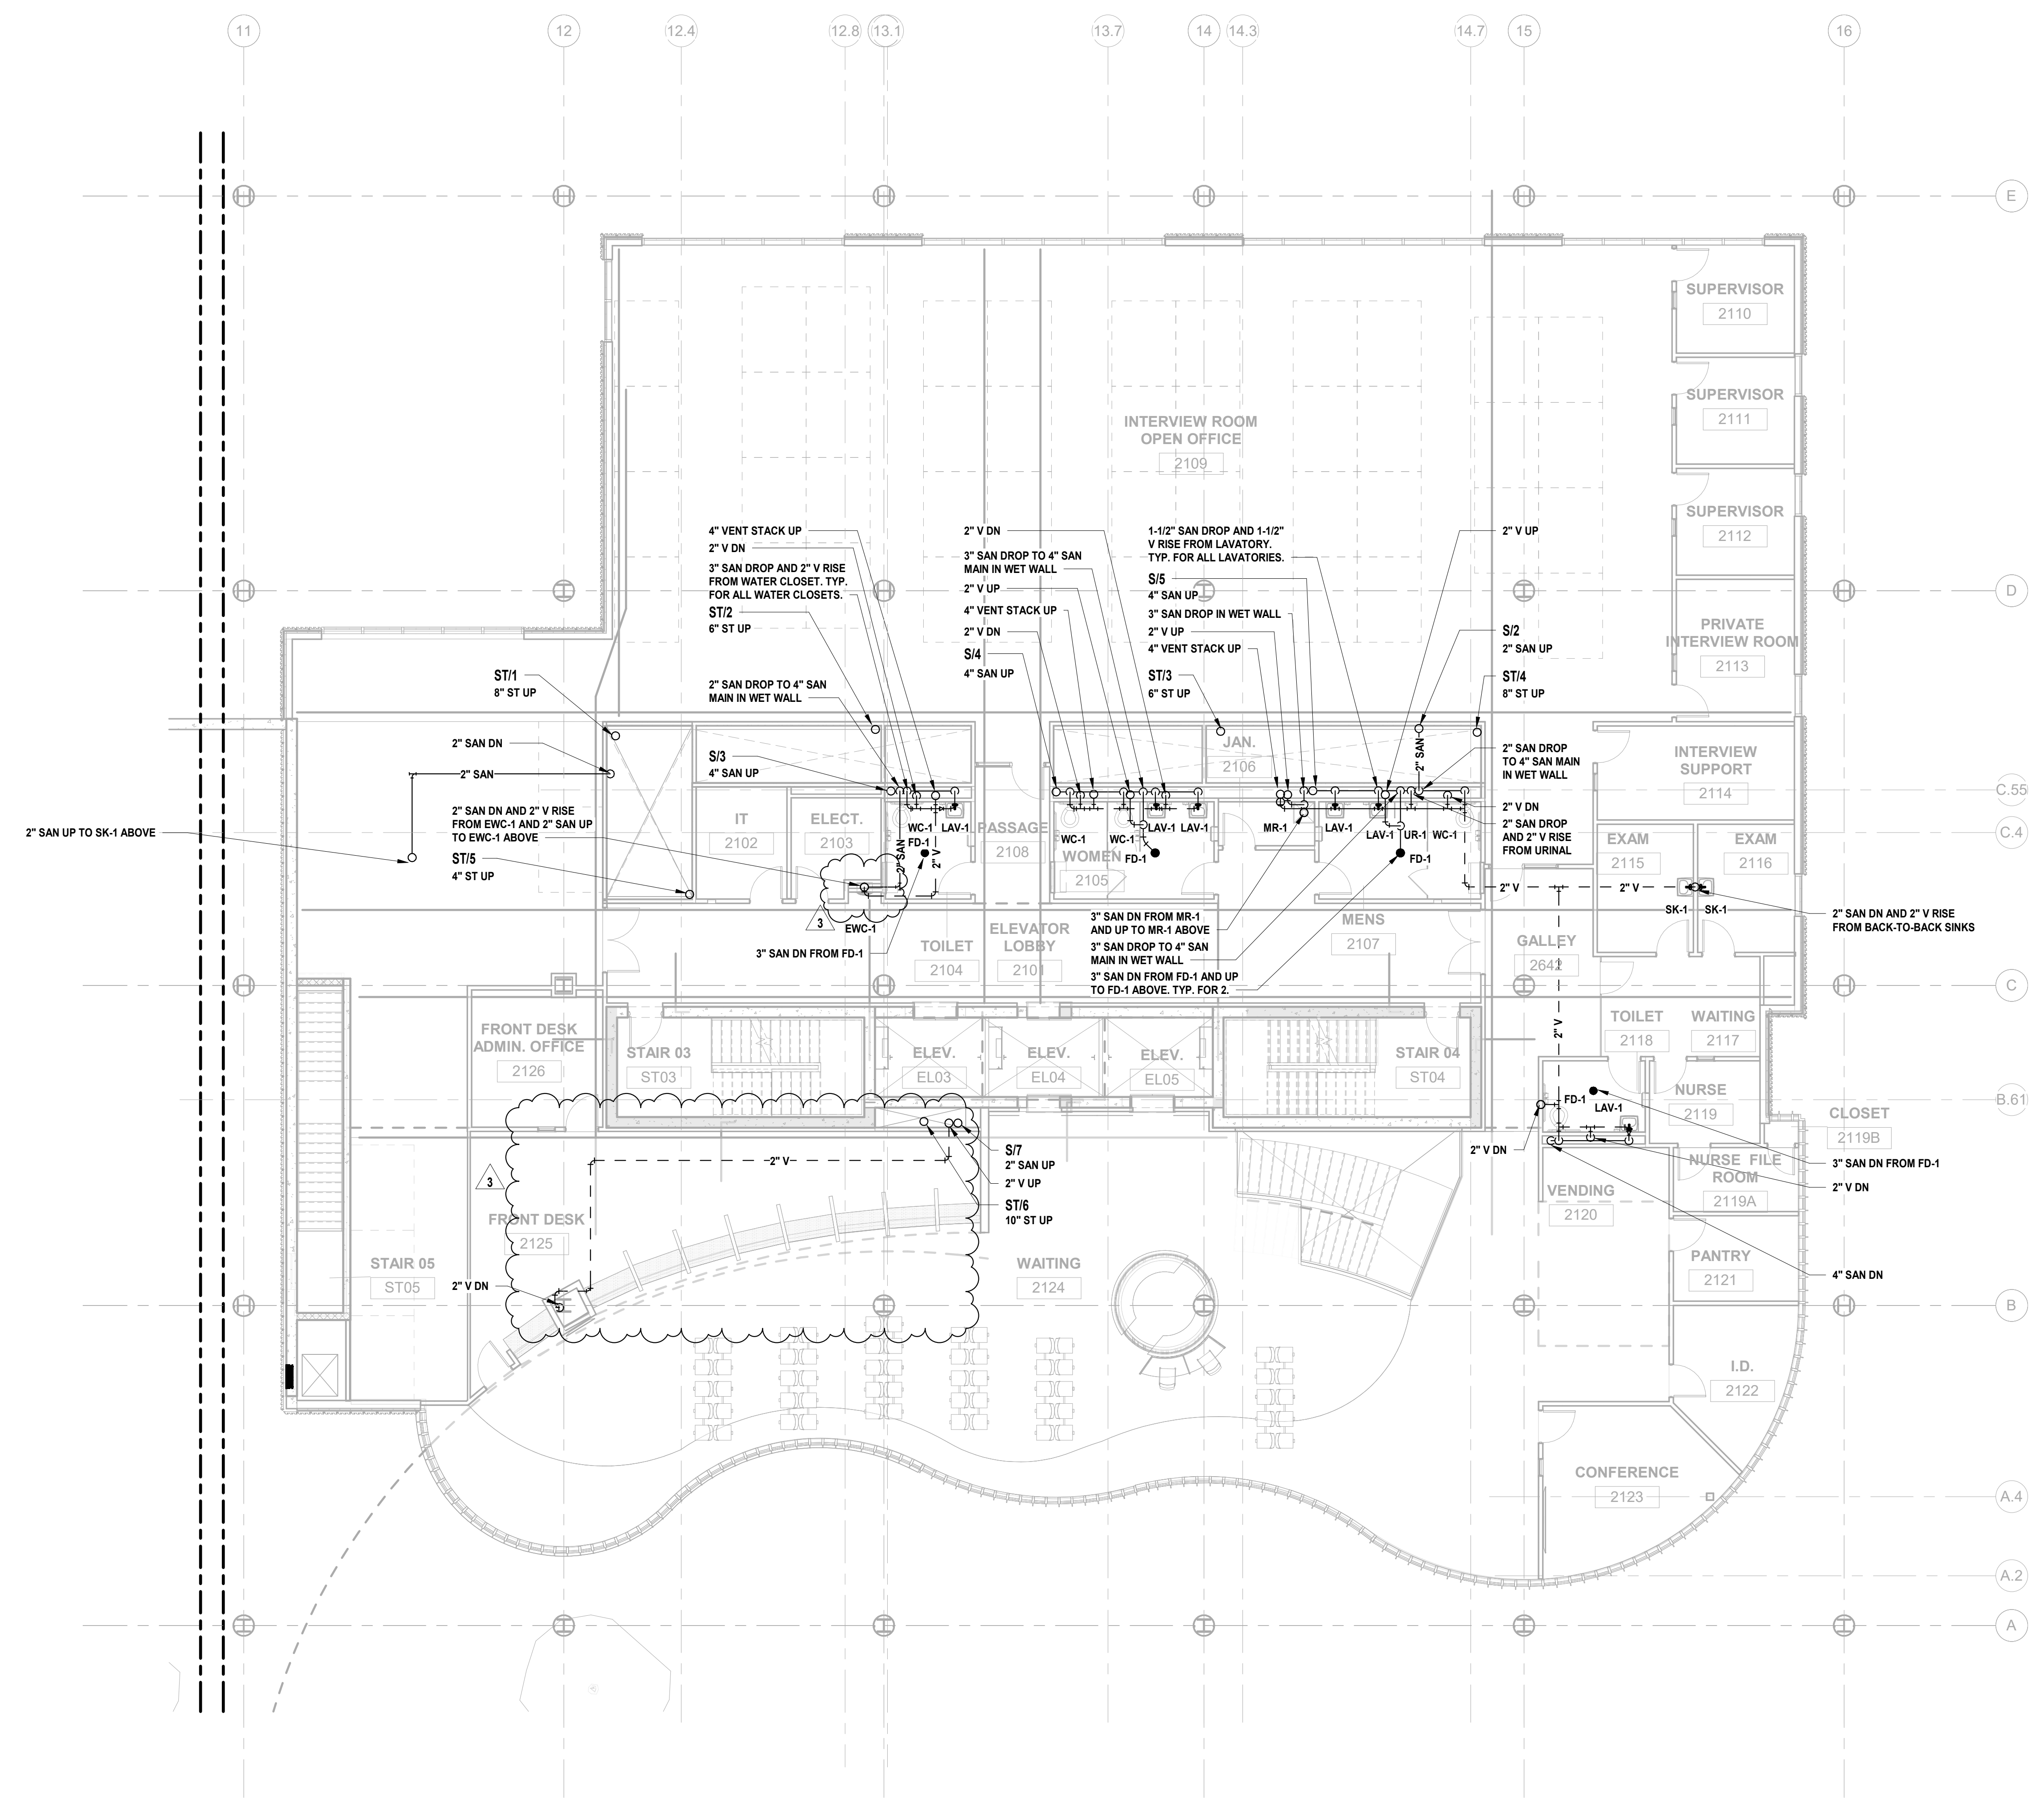 11
12
12.4
12.8
13.1
13.7
14
14.3
14.7
15
16
E
D
C.55
C.4
C
B.61
B
A.4
A.2
A
SUPERVISOR
2110
SUPERVISOR
2111
SUPERVISOR
2112
INTERVIEW ROOM
OPEN OFFICE
2109
PRIVATE
INTERVIEW ROOM
2113
4" VENT STACK UP
2" V DN
3" SAN DROP AND 2" V RISE
FROM WATER CLOSET. TYP.
FOR ALL WATER CLOSETS.
ST/2
6" ST UP
2" SAN DROP TO 4" SAN
MAIN IN WET WALL
S/3
4" SAN UP
2" V DN
3" SAN DROP TO 4" SAN
MAIN IN WET WALL
2" V UP
4" VENT STACK UP
2" V DN
S/4
4" SAN UP
1-1/2" SAN DROP AND 1-1/2"
V RISE FROM LAVATORY.
TYP. FOR ALL LAVATORIES.
S/5
4" SAN UP
3" SAN DROP IN WET WALL
2" V UP
4" VENT STACK UP
ST/3
6" ST UP
2" V UP
S/2
2" SAN UP
ST/4
8" ST UP
2" SAN DROP
TO 4" SAN MAIN
IN WET WALL
2" V DN
2" SAN DROP
AND 2" V RISE
FROM URINAL
ST/1
8" ST UP
2" SAN DN
2" SAN
2" SAN DN AND 2" V RISE
FROM EWC-1 AND 2" SAN UP
TO EWC-1 ABOVE
2" SAN UP TO SK-1 ABOVE
ST/5
4" ST UP
IT
2102
ELECT.
2103
WC-1
LAV-1
FD-1
2" SAN
2" V
3
EWC-1
3" SAN DN FROM FD-1
TOILET
2104
PASSAGE
2108
ELEVATOR
LOBBY
2101
WC-1
WC-1
LAV-1
LAV-1
FD-1
WOMEN
2105
JAN.
2106
MR-1
LAV-1
LAV-1
UR-1
WC-1
FD-1
2" SAN
MENS
2107
3" SAN DN FROM MR-1
AND UP TO MR-1 ABOVE
3" SAN DROP TO 4" SAN
MAIN IN WET WALL
3" SAN DN FROM FD-1 AND UP
TO FD-1 ABOVE. TYP. FOR 2.
INTERVIEW
SUPPORT
2114
EXAM
2115
EXAM
2116
2" V
2" V
SK-1
SK-1
2" SAN DN AND 2" V RISE
FROM BACK-TO-BACK SINKS
GALLEY
2642
2" V
TOILET
2118
WAITING
2117
NURSE
2119
CLOSET
2119B
FD-1
LAV-1
2" V DN
3" SAN DN FROM FD-1
2" V DN
4" SAN DN
NURSE FILE
ROOM
2119A
VENDING
2120
PANTRY
2121
I.D.
2122
CONFERENCE
2123
FRONT DESK
ADMIN. OFFICE
2126
STAIR 03
ST03
ELEV.
EL03
ELEV.
EL04
ELEV.
EL05
STAIR 04
ST04
S/7
2" SAN UP
2" V UP
ST/6
10" ST UP
2" V
3
FRONT DESK
2125
2" V DN
STAIR 05
ST05
WAITING
2124